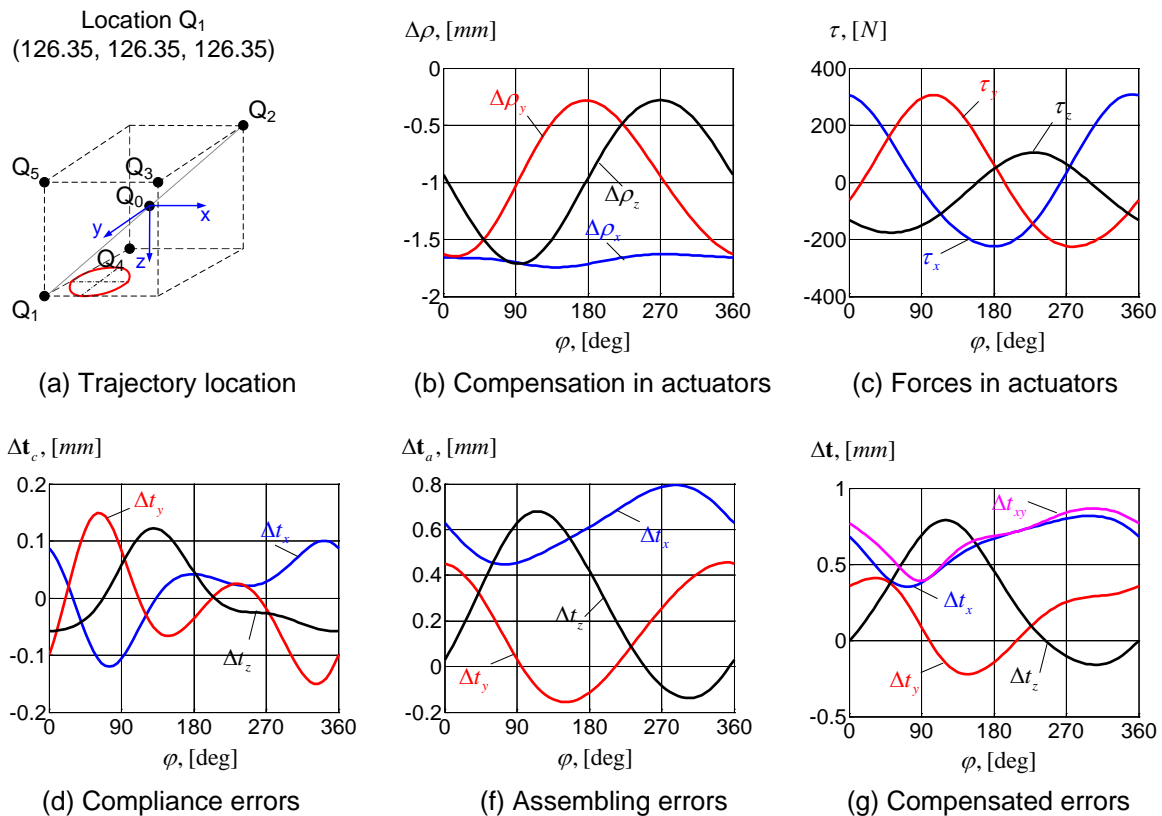 Location Q1
(126.35, 126.35, 126.35)
Q2
Q5
Q3
Q0
x
y
Q4
z
Q1
(a) Trajectory location
Δρ, [mm]
0
-0.5
-1
-1.5
-2
0 90 180 270 360
Δρy
Δρz
Δρx
φ, [deg]
(b) Compensation in actuators
τ, [N]
400
200
0
-200
-400
0 90 180 270 360
τy
τz
τx
φ, [deg]
(c) Forces in actuators
Δtc, [mm]
0.2
0.1
0
-0.1
-0.2
0 90 180 270 360
Δty
Δtx
Δtz
φ, [deg]
(d) Compliance errors
Δta, [mm]
0.8
0.6
0.4
0.2
0
-0.2
0 90 180 270 360
Δtx
Δtz
Δty
φ, [deg]
(f) Assembling errors
Δt, [mm]
1
0.5
0
-0.5
0 90 180 270 360
Δtxy
Δtx
Δty
Δtz
φ, [deg]
(g) Compensated errors